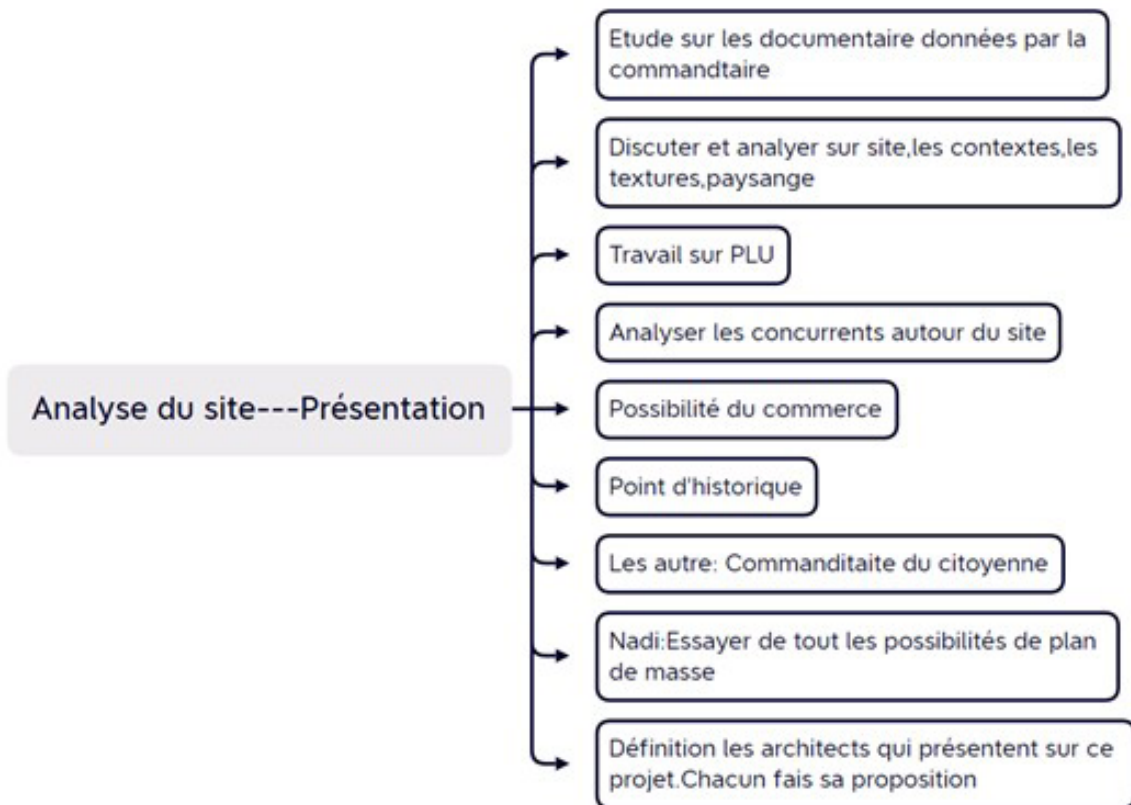 Etude sur les documentaire données par la
commandtaire
Discuter et analyer sur site,les contextes,les
textures,paysange
Travail sur PLU
Analyser les concurrents autour du site
Analyse du site---Présentation
Possibilité du commerce
Point d'historique
Les autre: Commanditaite du citoyenne
Nadi:Essayer de tout les possibilités de plan
de masse
Définition les architects qui présentent sur ce
projet.Chacun fais sa proposition